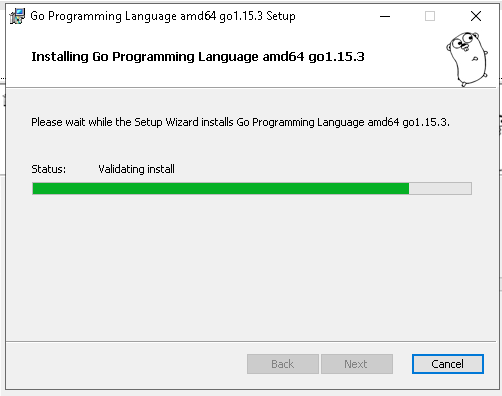 Go Programming Language amd64 go1.15.3 Setup
Installing Go Programming Language amd64 go1.15.3
Please wait while the Setup Wizard installs Go Programming Language amd64 go1.15.3.
Status: Validating install
Back Next Cancel